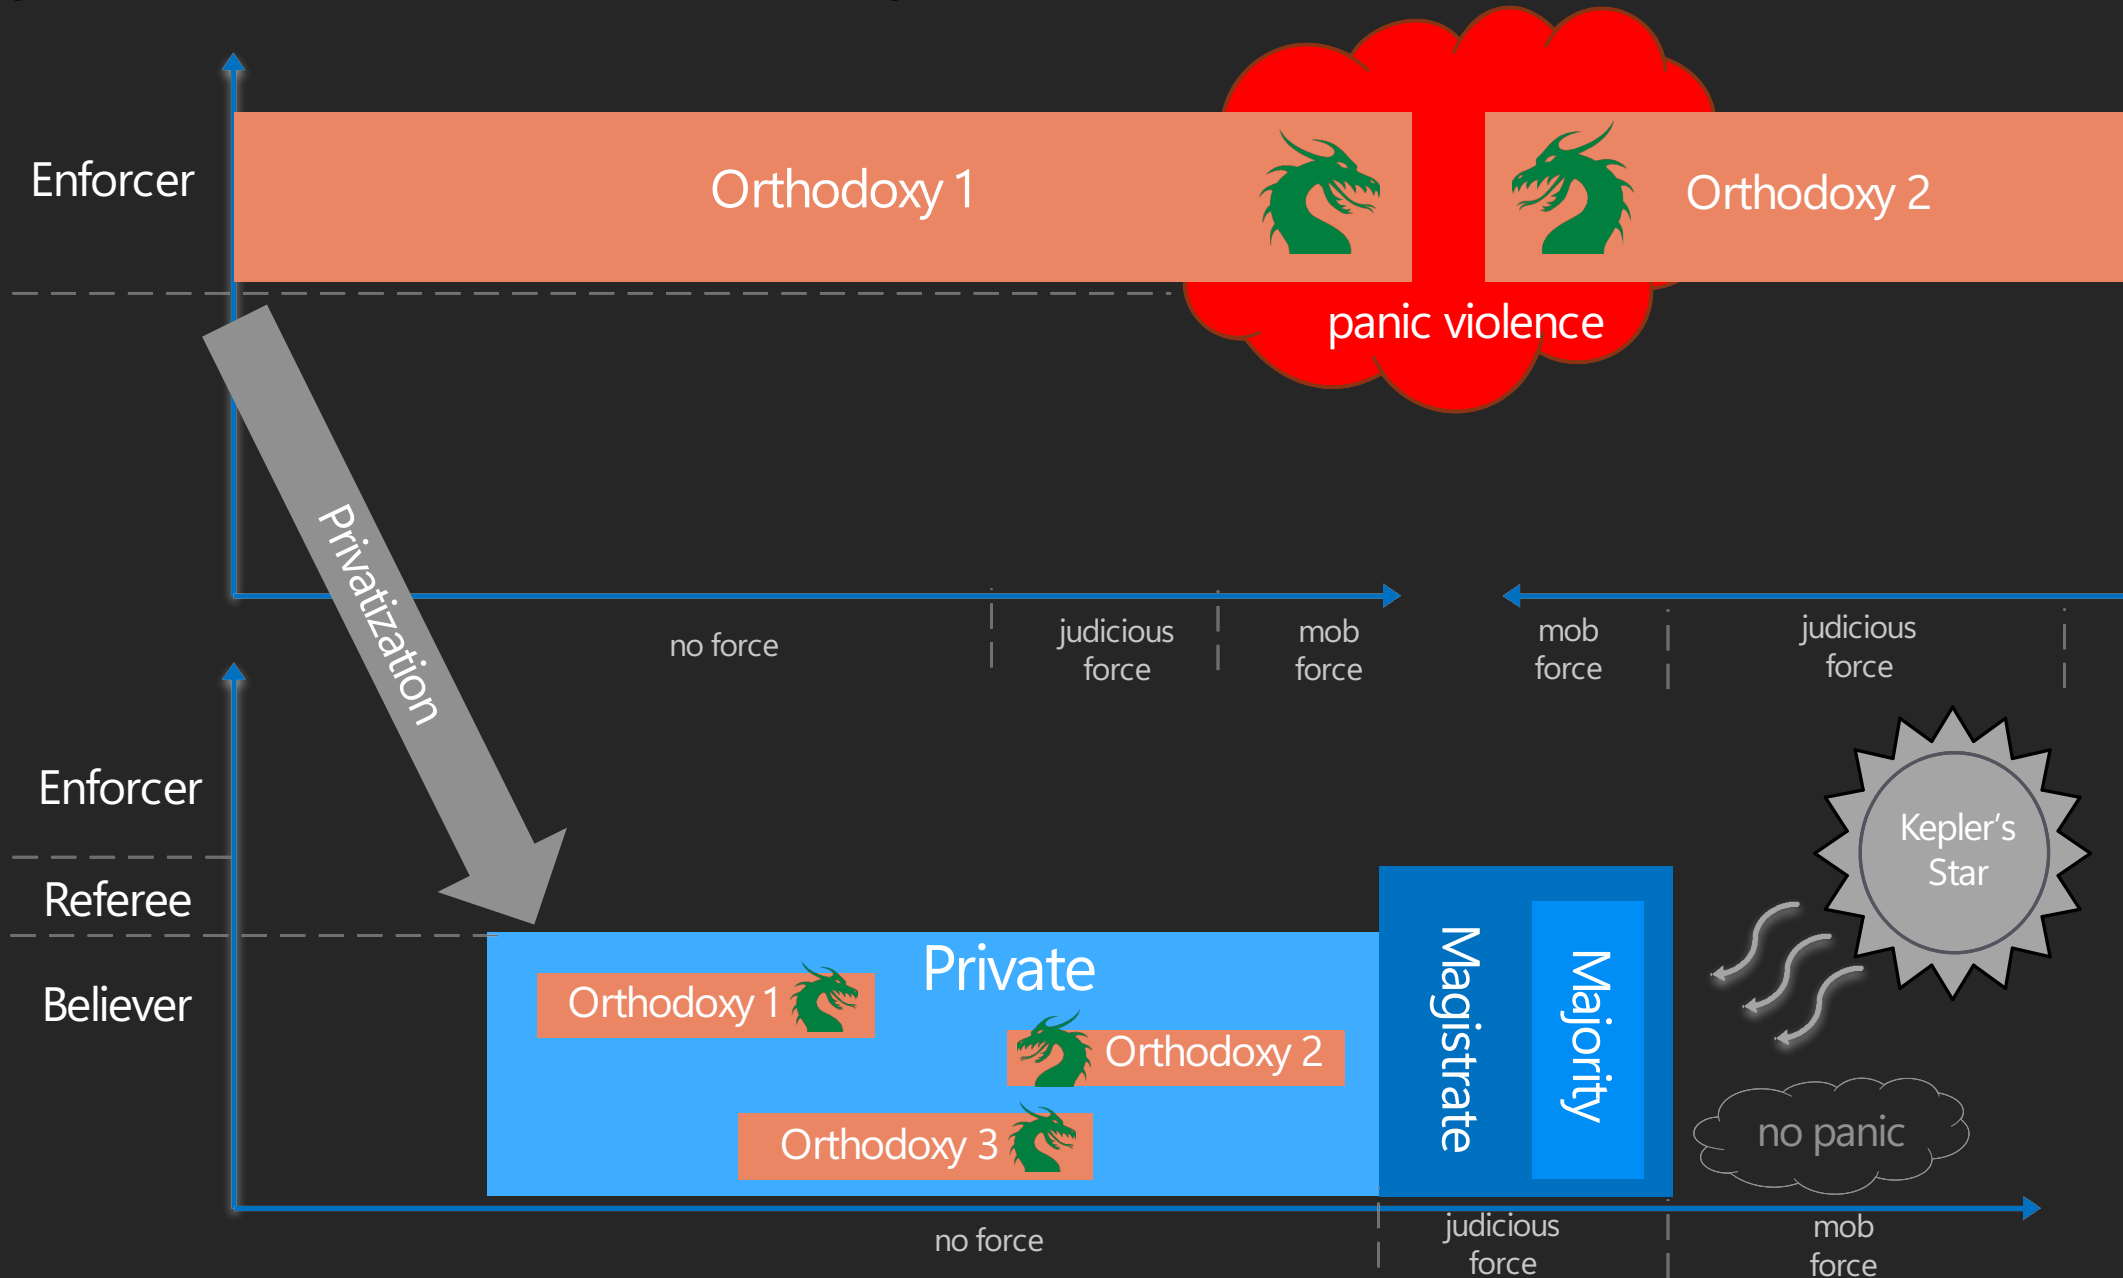 Enforcer
Orthodoxy 1
Orthodoxy 2
panic violence
Privatization
no force
judicious
force
mob
force
mob
force
judicious
force
Enforcer
Referee
Believer
Private
Orthodoxy 1
Orthodoxy 2
Orthodoxy 3
Magistrate
Majority
Kepler's
Star
no panic
no force
judicious
force
mob
force